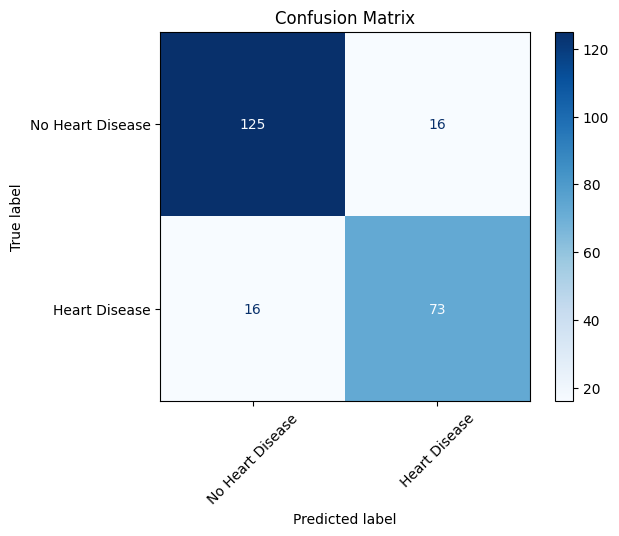 Confusion Matrix
True label
No Heart Disease
Heart Disease
125
16
16
73
No Heart Disease
Heart Disease
Predicted label
120
100
80
60
40
20